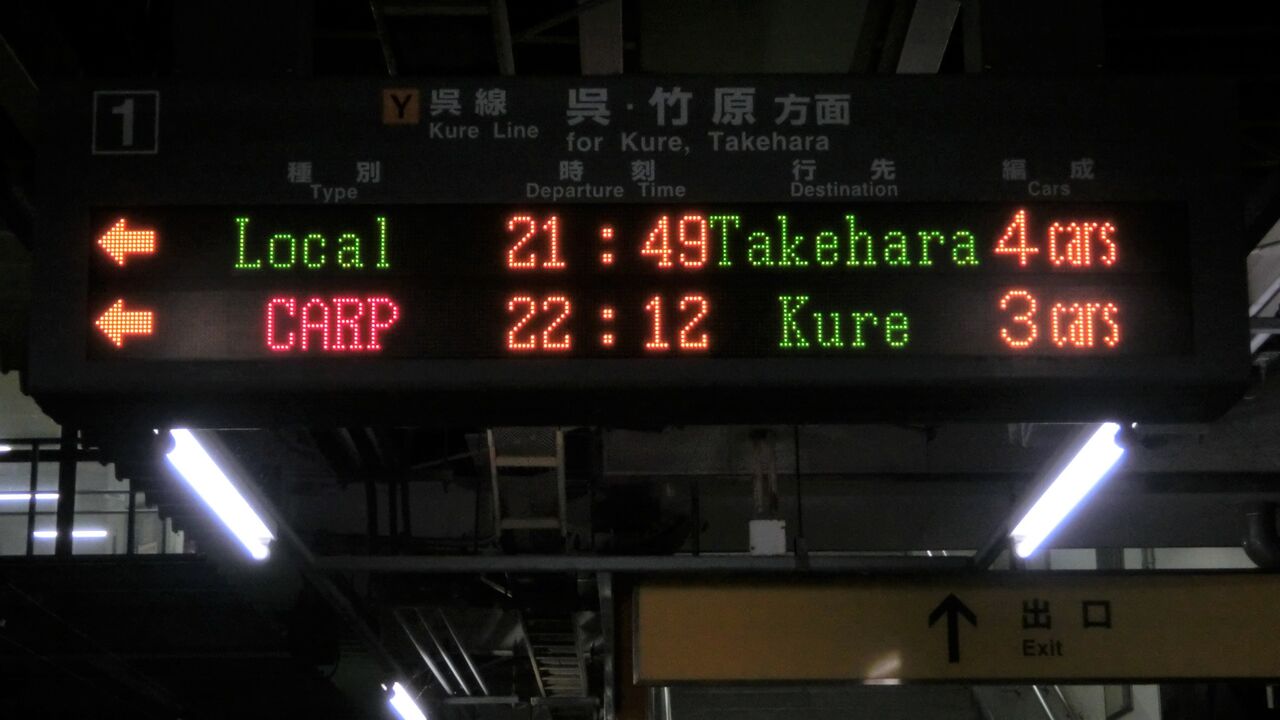 1 Y 呉線 呉・竹原方面
Kure Line for Kure, Takehara
種別 時刻 行先 編成
Type Departure Time Destination Cars
← Local 21:49 Takehara 4 cars
← CARP 22:12 Kure 3 cars
↑ 出口
Exit